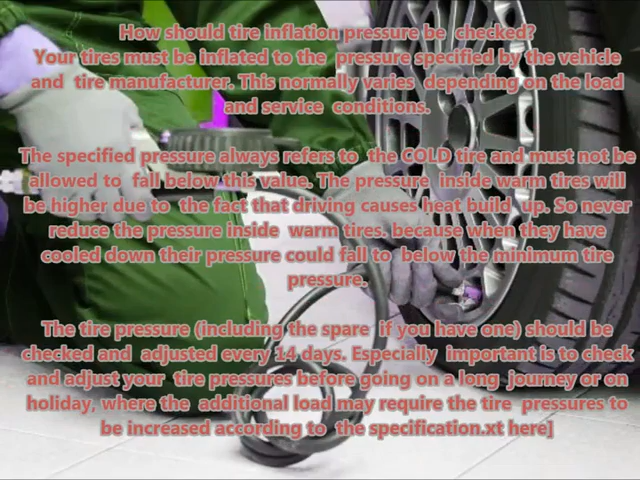 How should tire inflation pressure be checked?
Your tires must be inflated to the pressure specified by the vehicle
and tire manufacturer. This normally varies depending on the load
and service conditions.
The specified pressure always refers to the COLD tire and must not be
allowed to fall below this value. The pressure inside warm tires will
be higher due to the fact that driving causes heat build up. So never
reduce the pressure inside warm tires. because when they have
cooled down their pressure could fall to below the minimum tire
pressure.
The tire pressure (including the spare if you have one) should be
checked and adjusted every 14 days. Especially important is to check
and adjust your tire pressures before going on a long journey or on
holiday, where the additional load may require the tire pressures to
be increased according to the specification.xt here]